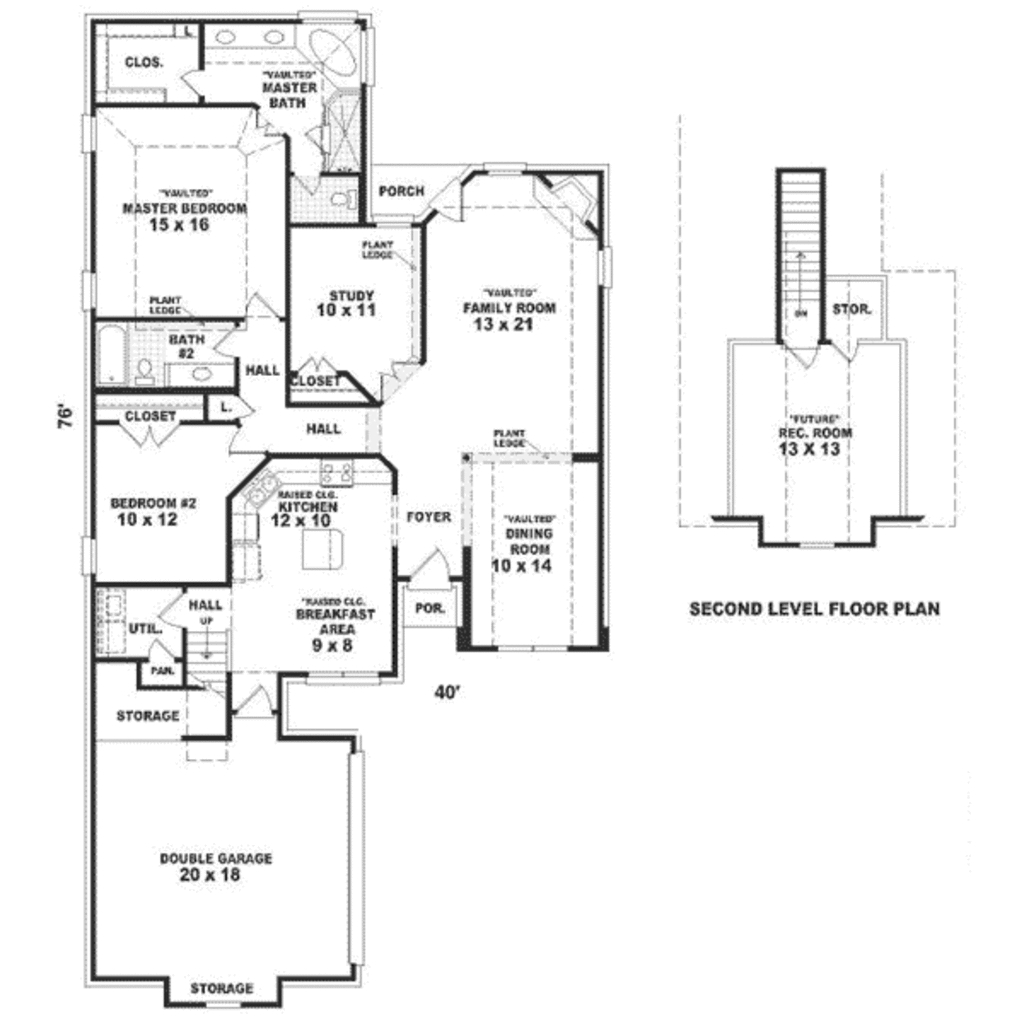 L.
CLOS.
"VAULTED"
MASTER
BATH
PORCH
"VAULTED"
MASTER BEDROOM
15 x 16
PLANT
LEDGE
STUDY
10 x 11
"VAULTED"
FAMILY ROOM
13 x 21
PLANT
LEDGE
BATH
#2
HALL
CLOSET
CLOSET
L.
HALL
PLANT
LEDGE
76'
BEDROOM #2
10 x 12
RAISED CLG.
KITCHEN
12 x 10
FOYER
"VAULTED"
DINING
ROOM
10 x 14
HALL
UP
UTIL.
"RAISED CLG.
BREAKFAST
AREA
9 x 8
POR.
PAN.
STORAGE
40'
DOUBLE GARAGE
20 x 18
STORAGE
DN
STOR.
"FUTURE"
REC. ROOM
13 X 13
SECOND LEVEL FLOOR PLAN